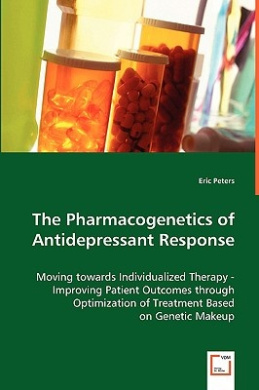 Eric Peters
The Pharmacogenetics of
Antidepressant Response
Moving towards Individualized Therapy -
Improving Patient Outcomes through
Optimization of Treatment Based
on Genetic Makeup
VDM